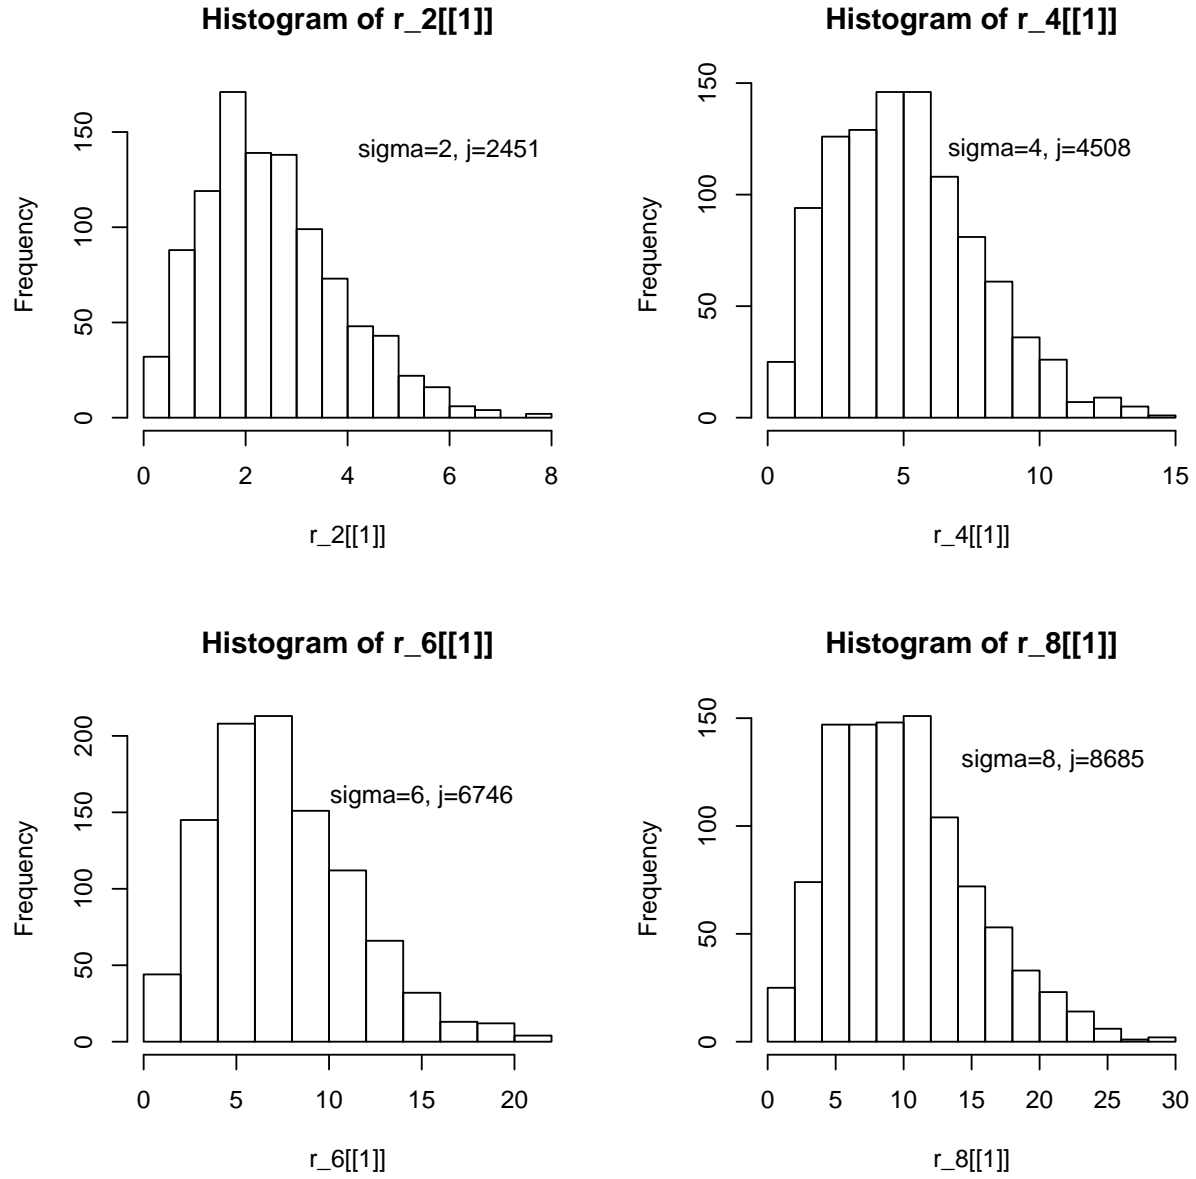 Histogram of r_2[[1]]
Frequency
0 50 100 150
sigma=2, j=2451
0 2 4 6 8
r_2[[1]]
Histogram of r_4[[1]]
Frequency
0 50 100 150
sigma=4, j=4508
0 5 10 15
r_4[[1]]
Histogram of r_6[[1]]
Frequency
0 50 100 150 200
sigma=6, j=6746
0 5 10 15 20
r_6[[1]]
Histogram of r_8[[1]]
Frequency
0 50 100 150
sigma=8, j=8685
0 5 10 15 20 25 30
r_8[[1]]